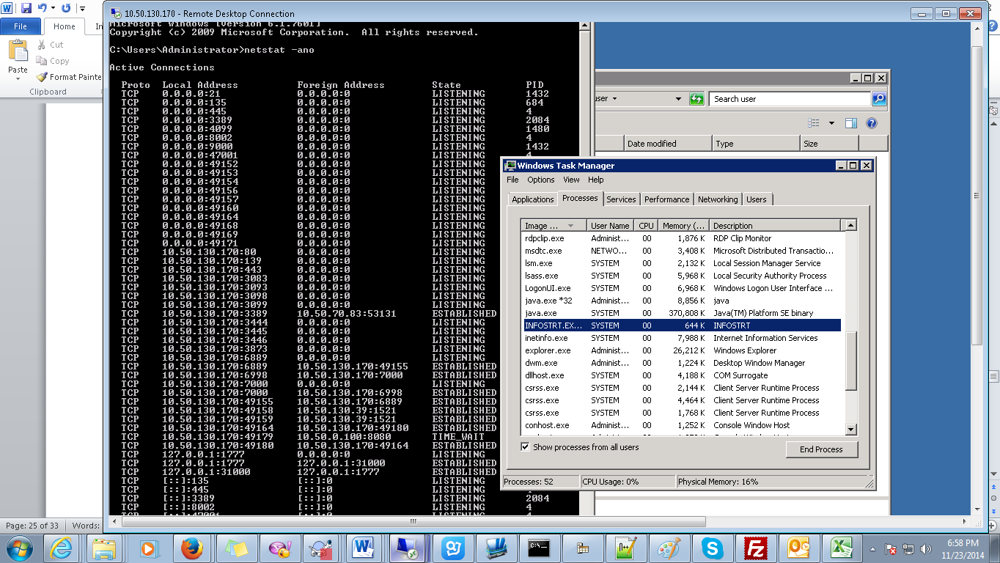 10.50.130.170 - Remote Desktop Connection
File
Home
Cut
Copy
Paste
Format Painte
Clipboard
Microsoft Windows [Version 6.1.7601]
Copyright (c) 2009 Microsoft Corporation.  All rights reserved.
C:\Users\Administrator>netstat -ano
Active Connections
Proto  Local Address          Foreign Address        State           PID
TCP    0.0.0.0:21             0.0.0.0:0              LISTENING       1432
TCP    0.0.0.0:135            0.0.0.0:0              LISTENING       684
TCP    0.0.0.0:445            0.0.0.0:0              LISTENING       4
TCP    0.0.0.0:3389           0.0.0.0:0              LISTENING       2084
TCP    0.0.0.0:4099           0.0.0.0:0              LISTENING       1480
TCP    0.0.0.0:8002           0.0.0.0:0              LISTENING       4
TCP    0.0.0.0:9000           0.0.0.0:0              LISTENING       1432
TCP    0.0.0.0:47001          0.0.0.0:0              LISTENING       4
TCP    0.0.0.0:49152          0.0.0.0:0              LISTENING
TCP    0.0.0.0:49153          0.0.0.0:0              LISTENING
TCP    0.0.0.0:49154          0.0.0.0:0              LISTENING
TCP    0.0.0.0:49156          0.0.0.0:0              LISTENING
TCP    0.0.0.0:49157          0.0.0.0:0              LISTENING
TCP    0.0.0.0:49160          0.0.0.0:0              LISTENING
TCP    0.0.0.0:49164          0.0.0.0:0              LISTENING
TCP    0.0.0.0:49168          0.0.0.0:0              LISTENING
TCP    0.0.0.0:49169          0.0.0.0:0              LISTENING
TCP    0.0.0.0:49171          0.0.0.0:0              LISTENING
TCP    10.50.130.170:80       0.0.0.0:0              LISTENING
TCP    10.50.130.170:139      0.0.0.0:0              LISTENING
TCP    10.50.130.170:443      0.0.0.0:0              LISTENING
TCP    10.50.130.170:3083     0.0.0.0:0              LISTENING
TCP    10.50.130.170:3093     0.0.0.0:0              LISTENING
TCP    10.50.130.170:3098     0.0.0.0:0              LISTENING
TCP    10.50.130.170:3099     0.0.0.0:0              LISTENING
TCP    10.50.130.170:3389     10.50.70.83:53131      ESTABLISHED
TCP    10.50.130.170:3444     0.0.0.0:0              LISTENING
TCP    10.50.130.170:3445     0.0.0.0:0              LISTENING
TCP    10.50.130.170:3446     0.0.0.0:0              LISTENING
TCP    10.50.130.170:3873     0.0.0.0:0              LISTENING
TCP    10.50.130.170:6889     0.0.0.0:0              LISTENING
TCP    10.50.130.170:6889     10.50.130.170:49155    ESTABLISHED
TCP    10.50.130.170:6998     10.50.130.170:7000     ESTABLISHED
TCP    10.50.130.170:7000     0.0.0.0:0              LISTENING
TCP    10.50.130.170:7000     10.50.130.170:6998     ESTABLISHED
TCP    10.50.130.170:49155    10.50.130.170:6889     ESTABLISHED
TCP    10.50.130.170:49158    10.50.130.39:1521      ESTABLISHED
TCP    10.50.130.170:49159    10.50.130.39:1521      ESTABLISHED
TCP    10.50.130.170:49164    10.50.130.170:49180    ESTABLISHED
TCP    10.50.130.170:49179    10.50.0.100:8080       TIME_WAIT
TCP    10.50.130.170:49180    10.50.130.170:49164    ESTABLISHED
TCP    127.0.0.1:1777         0.0.0.0:0              LISTENING
TCP    127.0.0.1:1777         127.0.0.1:31000        ESTABLISHED
TCP    127.0.0.1:31000        127.0.0.1:1777         ESTABLISHED
TCP    [::]:135               [::]:0                 LISTENING
TCP    [::]:445               [::]:0                 LISTENING       4
TCP    [::]:3389              [::]:0                 LISTENING       2084
TCP    [::]:8002              [::]:0                 LISTENING       4
TCP    [::]:47001             [::]:0                 LISTENING       4
user
Search user
Date modified Type Size
Windows Task Manager
File Options View Help
Applications Processes Services Performance Networking Users
Image ... User Name CPU Memory (... Description
rdpclip.exe Administ... 00 1,876 K RDP Clip Monitor
msdtc.exe NETWO... 00 3,408 K Microsoft Distributed Transactio...
lsm.exe SYSTEM 00 2,132 K Local Session Manager Service
lsass.exe SYSTEM 00 5,968 K Local Security Authority Process
LogonUI.exe SYSTEM 00 6,968 K Windows Logon User Interface ...
java.exe *32 Administ... 00 8,856 K java
java.exe SYSTEM 00 370,808 K Java(TM) Platform SE binary
INFOSTRT.EX... SYSTEM 00 644 K INFOSTRT
inetinfo.exe SYSTEM 00 7,988 K Internet Information Services
explorer.exe Administ... 00 26,212 K Windows Explorer
dwm.exe Administ... 00 1,224 K Desktop Window Manager
dllhost.exe SYSTEM 00 4,188 K COM Surrogate
csrss.exe SYSTEM 00 2,144 K Client Server Runtime Process
csrss.exe SYSTEM 00 4,464 K Client Server Runtime Process
csrss.exe SYSTEM 00 1,768 K Client Server Runtime Process
conhost.exe Administ... 00 1,252 K Console Window Host
Show processes from all users
End Process
Processes: 52 CPU Usage: 0% Physical Memory: 16%
Page: 25 of 33 Words:
6:58 PM
11/23/2014